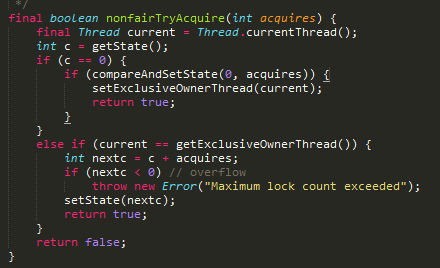 */
final boolean nonfairTryAcquire(int acquires) {
    final Thread current = Thread.currentThread();
    int c = getState();
    if (c == 0) {
        if (compareAndSetState(0, acquires)) {
            setExclusiveOwnerThread(current);
            return true;
        }
    }
    else if (current == getExclusiveOwnerThread()) {
        int nextc = c + acquires;
        if (nextc < 0) // overflow
            throw new Error("Maximum lock count exceeded");
        setState(nextc);
        return true;
    }
    return false;
}